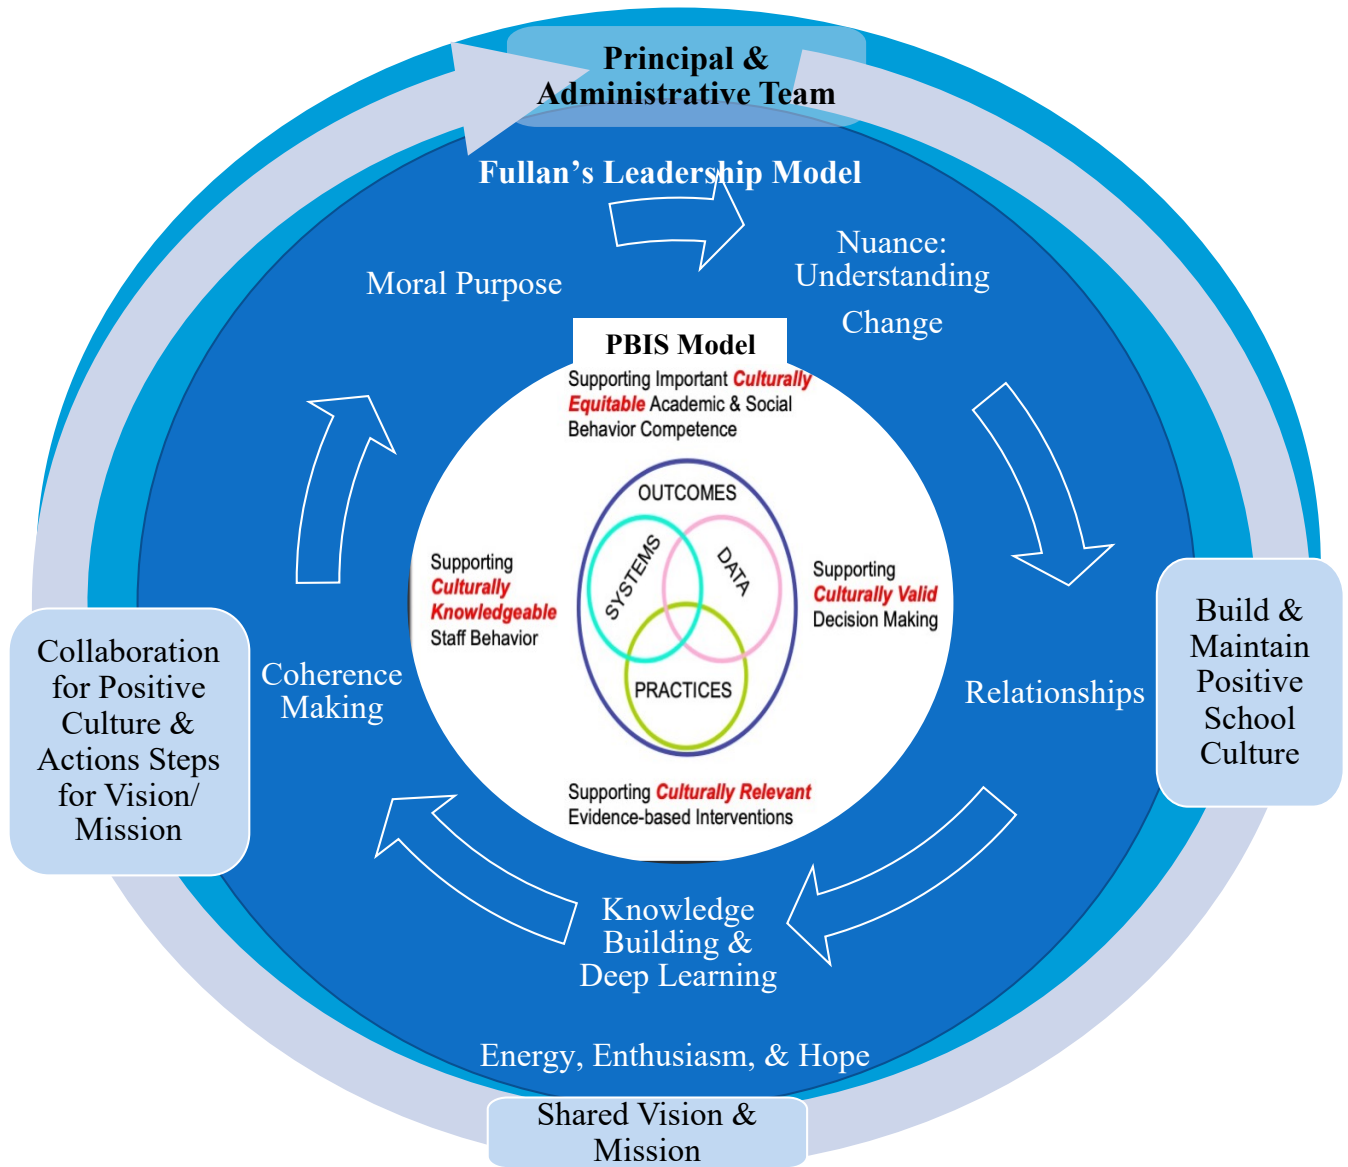 Principal &
Administrative Team
Fullan’s Leadership Model
Moral Purpose
Nuance:
Understanding
Change
PBIS Model
Supporting Important Culturally
Equitable Academic & Social
Behavior Competence
OUTCOMES
SYSTEMS
DATA
PRACTICES
Supporting
Culturally
Knowledgeable
Staff Behavior
Supporting
Culturally Valid
Decision Making
Supporting Culturally Relevant
Evidence-based Interventions
Collaboration
for Positive
Culture &
Actions Steps
for Vision/
Mission
Coherence
Making
Relationships
Build &
Maintain
Positive
School
Culture
Knowledge
Building &
Deep Learning
Energy, Enthusiasm, & Hope
Shared Vision &
Mission